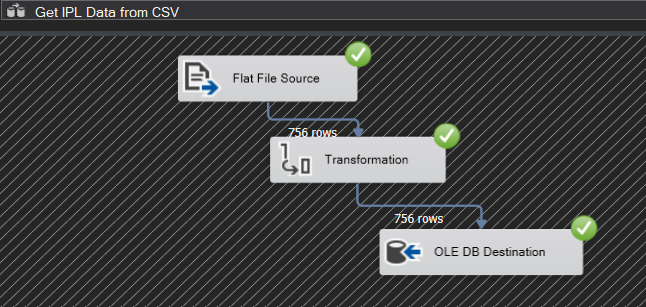 Get IPL Data from CSV
Flat File Source
756 rows
Transformation
756 rows
OLE DB Destination